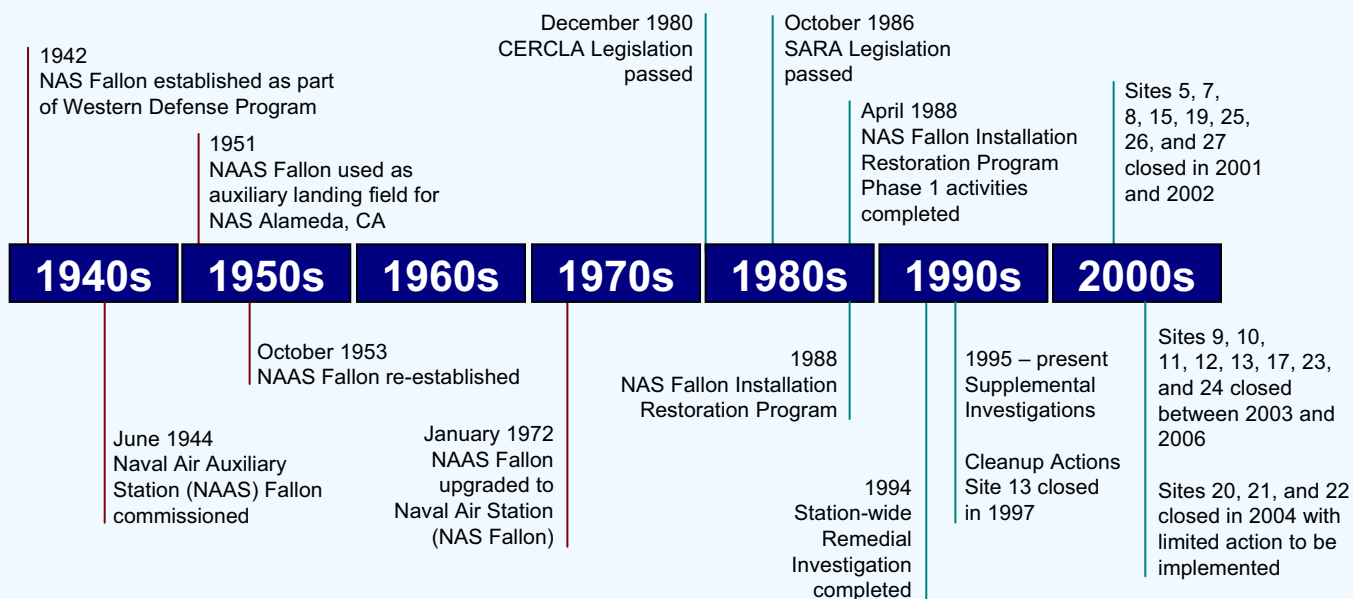 1942
NAS Fallon established as part
of Western Defense Program
1951
NAAS Fallon used as
auxiliary landing field for
NAS Alameda, CA
December 1980
CERCLA Legislation
passed
October 1986
SARA Legislation
passed
April 1988
NAS Fallon Installation
Restoration Program
Phase 1 activities
completed
Sites 5, 7,
8, 15, 19, 25,
26, and 27
closed in 2001
and 2002
1940s
1950s
1960s
1970s
1980s
1990s
2000s
June 1944
Naval Air Auxiliary
Station (NAAS) Fallon
commissioned
October 1953
NAAS Fallon re-established
January 1972
NAAS Fallon
upgraded to
Naval Air Station
(NAS Fallon)
1988
NAS Fallon Installation
Restoration Program
1994
Station-wide
Remedial
Investigation
completed
1995 – present
Supplemental
Investigations
Cleanup Actions
Site 13 closed
in 1997
Sites 9, 10,
11, 12, 13, 17, 23,
and 24 closed
between 2003 and
2006
Sites 20, 21, and 22
closed in 2004 with
limited action to be
implemented